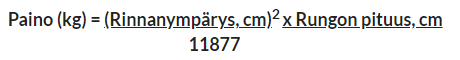 Paino (kg) = (Rinnanympärys, cm)² x Rungon pituus, cm
11877